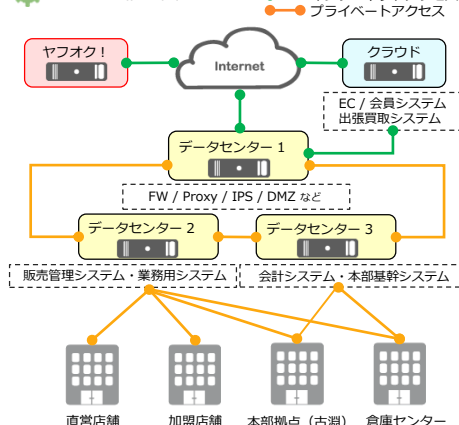 プライベートアクセス
ヤフオク！
Internet
クラウド
EC / 会員システム
出張買取システム
データセンター 1
FW / Proxy / IPS / DMZ など
データセンター 2
データセンター 3
販売管理システム・業務用システム
会計システム・本部基幹システム
直営店舗
加盟店舗
本部拠点（古淵）
倉庫センター